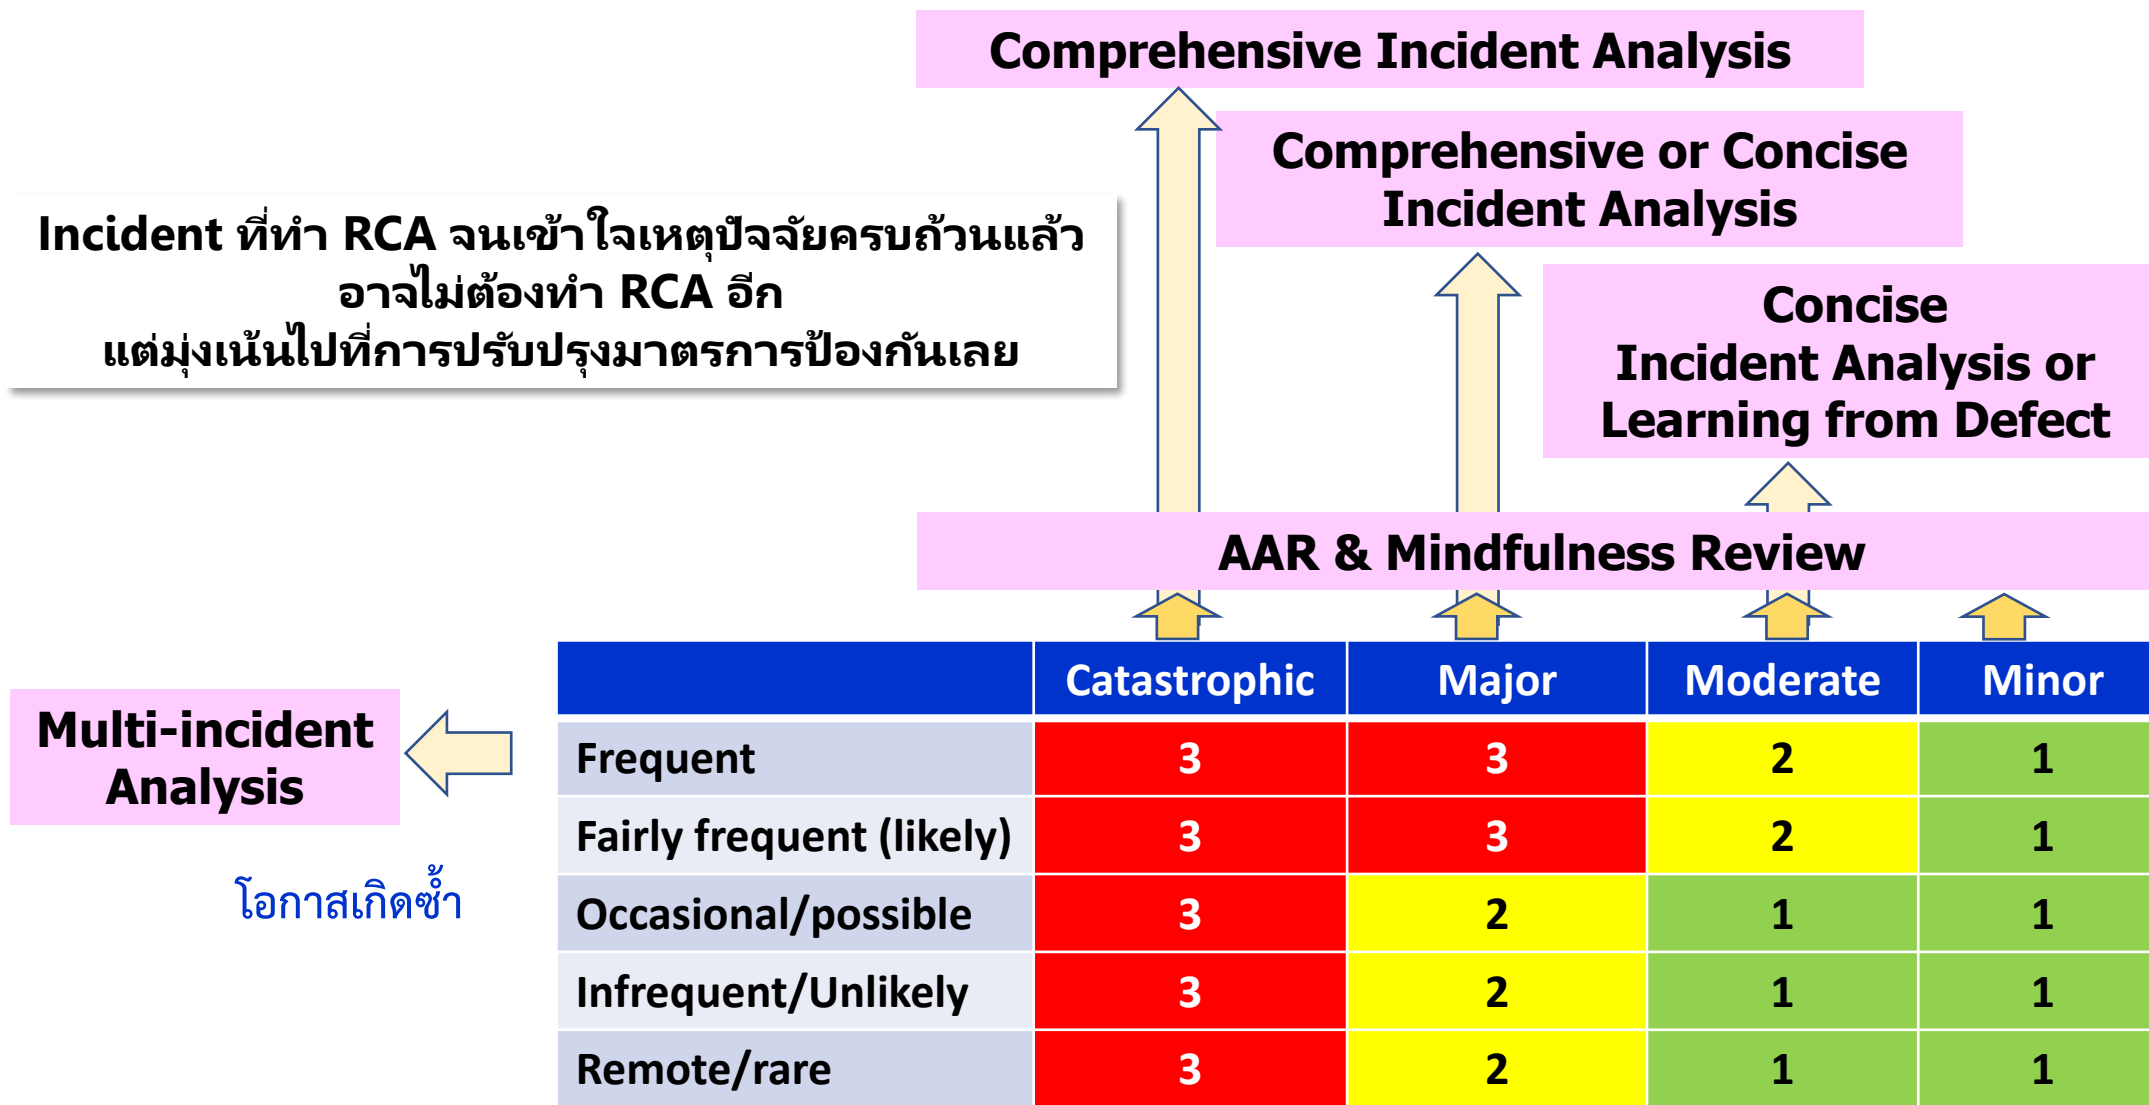 Comprehensive Incident Analysis
Comprehensive or Concise
Incident Analysis
Incident ที่ทำ RCA จนเข้าใจเหตุปัจจัยครบถ้วนแล้ว
อาจไม่ต้องทำ RCA อีก
แต่มุ่งเน้นไปที่การปรับปรุงมาตรการป้องกันเลย
Concise
Incident Analysis or
Learning from Defect
AAR & Mindfulness Review
Multi-incident
Analysis
โอกาสเกิดซ้ำ
Catastrophic Major Moderate Minor
Frequent 3 3 2 1
Fairly frequent (likely) 3 3 2 1
Occasional/possible 3 2 1 1
Infrequent/Unlikely 3 2 1 1
Remote/rare 3 2 1 1